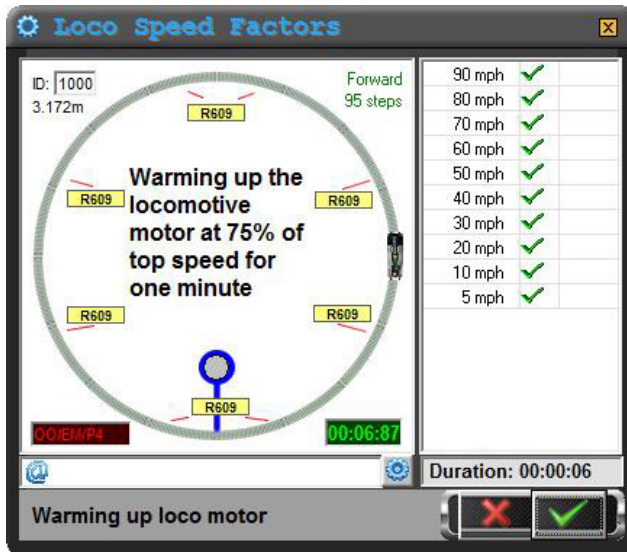 Loco Speed Factors
ID: 1000
3.172m
Forward
95 steps
R609
R609
R609
Warming up the
locomotive
motor at 75% of
top speed for
one minute
R609
R609
R609
OO/EM/P4
00:06:87
90 mph
80 mph
70 mph
60 mph
50 mph
40 mph
30 mph
20 mph
10 mph
5 mph
@
Duration: 00:00:06
Warming up loco motor